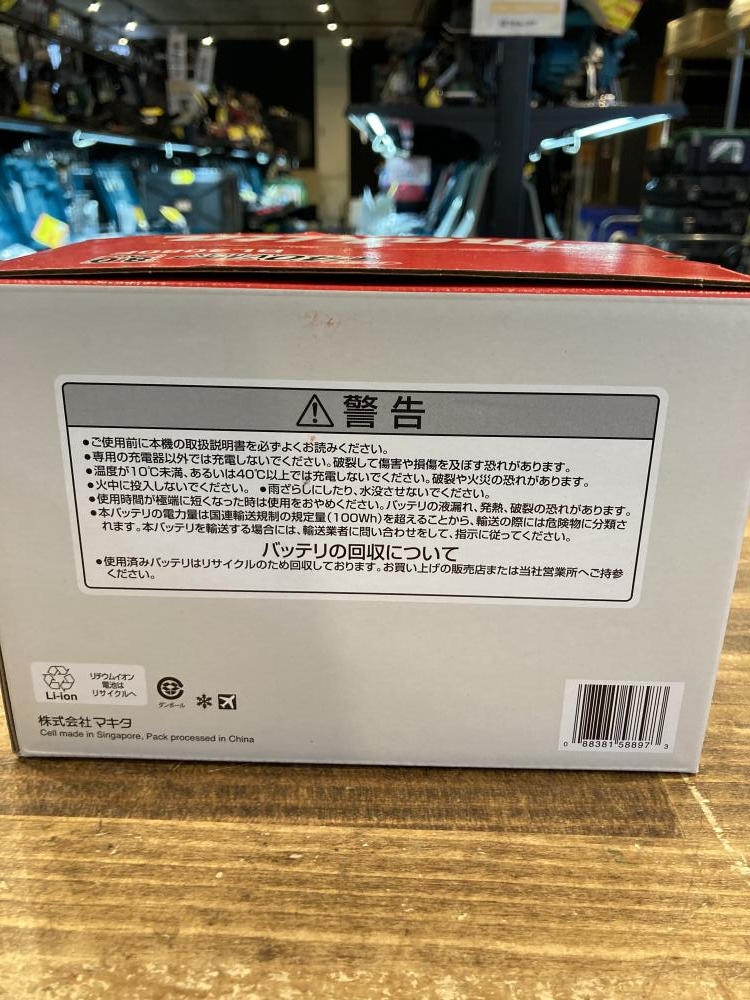 警告
●ご使用前に本機の取扱説明書を必ずよくお読みください。
●専用の充電器以外では充電しないでください。破裂して傷害や損傷を及ぼす恐れがあります。
●温度が10℃未満、あるいは40℃以上では充電しないでください。破裂や火災の恐れがあります。
●火中に投入しないでください。 ●雨ざらしにしたり、水没させないでください。
●使用時間が極端に短くなった時は使用をおやめください。バッテリの液漏れ、発熱、破裂の恐れがあります。
●本バッテリの電力量は国連輸送規制の規定量(100Wh)を超えることから、輸送の際には危険物に分類さ
れます。本バッテリを輸送する場合には、輸送業者に問い合わせをして、指示に従ってください。
バッテリの回収について
●使用済みバッテリはリサイクルのため回収しております。お買い上げの販売店または当社営業所へご持参
ください。
リチウムイオン
電池は
リサイクルへ
Li-ion
ダンボール
株式会社マキタ
Cell made in Singapore, Pack processed in China
0 88381 58897 3